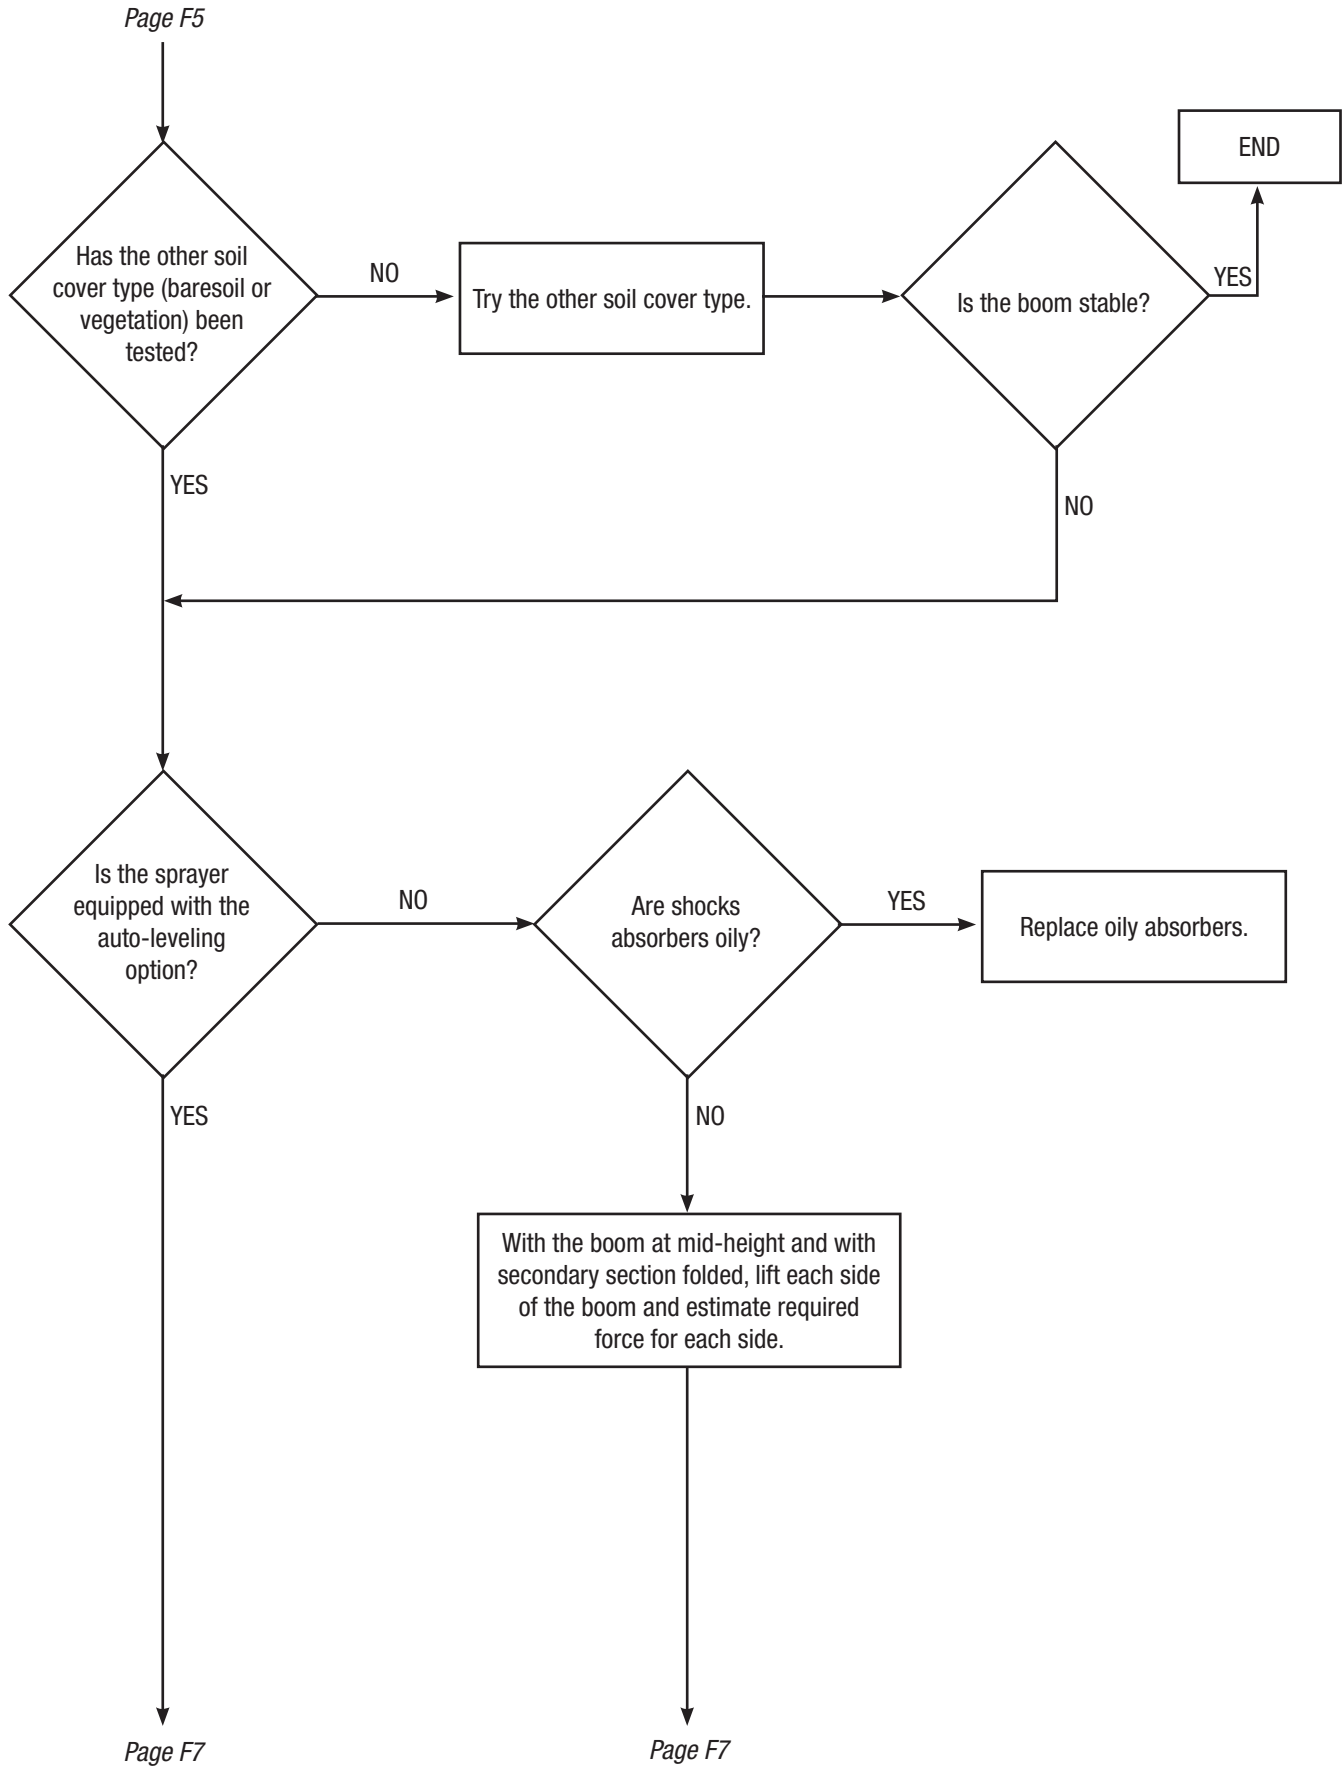 Page F5
Has the other soil
cover type (baresoil or
vegetation) been
tested?
NO
Try the other soil cover type.
Is the boom stable?
YES
END
YES
NO
Is the sprayer
equipped with the
auto-leveling
option?
NO
Are shocks
absorbers oily?
YES
Replace oily absorbers.
YES
NO
With the boom at mid-height and with
secondary section folded, lift each side
of the boom and estimate required
force for each side.
Page F7
Page F7